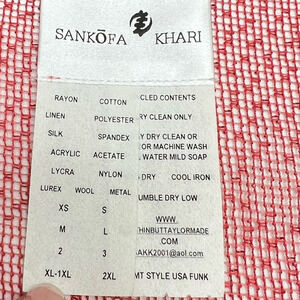 SANKŌFA KHARI
RAYON COTTON CLED CONTENTS
LINEN POLYESTER RY CLEAN ONLY
SILK SPANDEX Y DRY CLEAN OR
OR MACHINE WASH
ACRYLIC ACETATE WATER MILD SOAP
LYCRA NYLON S DRY COOL IRON
LUREX WOOL METAL
UMBLE DRY LOW
XS S
WWW.
M L HINBUTTAYLORMADE
.COM
2 3 AKK2001@aol.com
XL-1XL 2XL MT STYLE USA FUNK